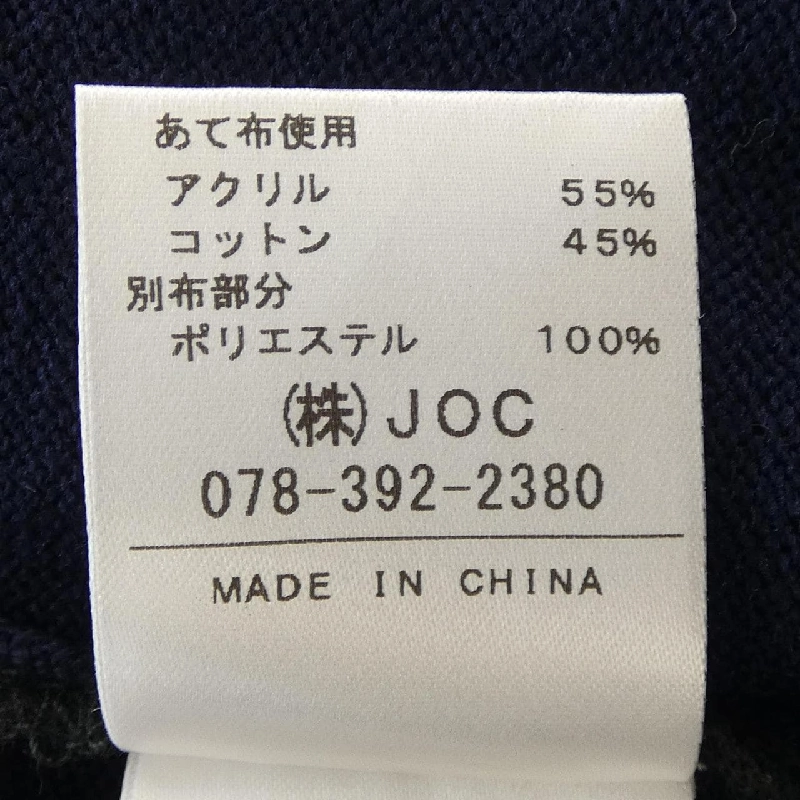 あて布使用
アクリル 55%
コットン 45%
別布部分
ポリエステル 100%
(株)JOC
078-392-2380
MADE IN CHINA